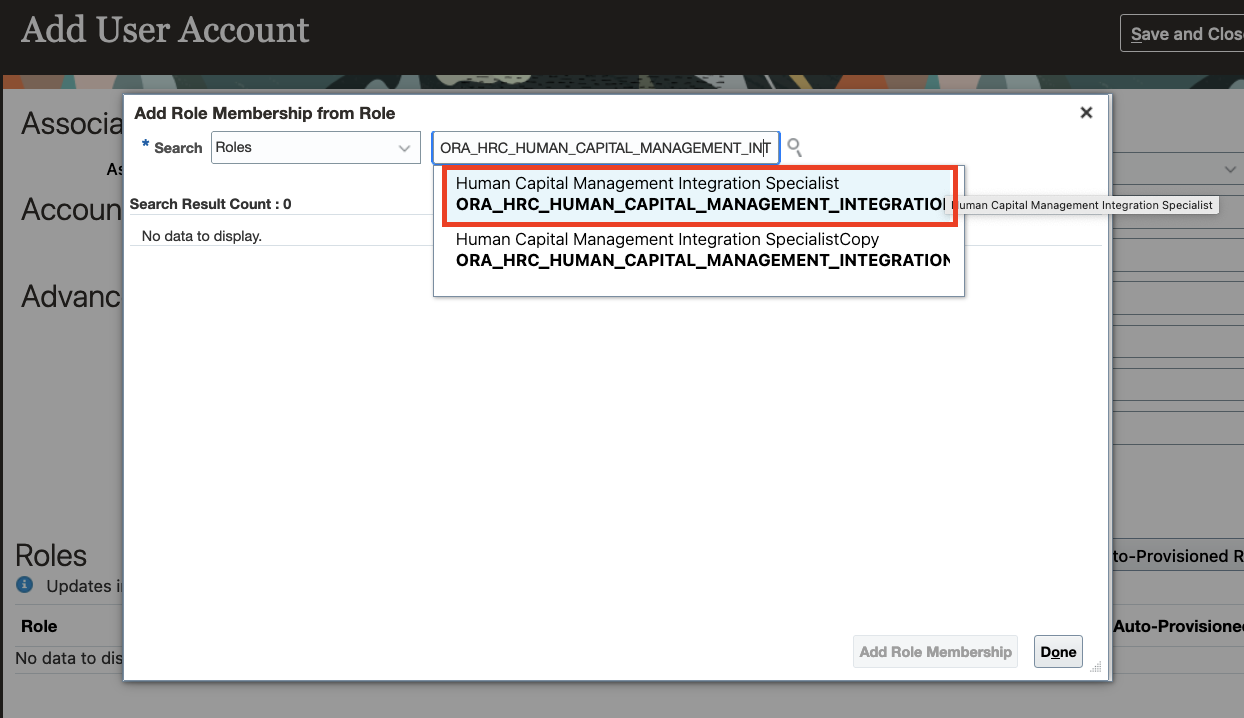 Add User Account
Save and Clos
Associa
As
Accoun
Advanc
Add Role Membership from Role
* Search Roles ORA_HRC_HUMAN_CAPITAL_MANAGEMENT_INT
Human Capital Management Integration Specialist
ORA_HRC_HUMAN_CAPITAL_MANAGEMENT_INTEGRATIO
Human Capital Management Integration Specialist
Human Capital Management Integration SpecialistCopy
ORA_HRC_HUMAN_CAPITAL_MANAGEMENT_INTEGRATION
Search Result Count : 0
No data to display.
Add Role Membership Done
Roles
to-Provisioned R
Updates i
Role Auto-Provisione
No data to dis